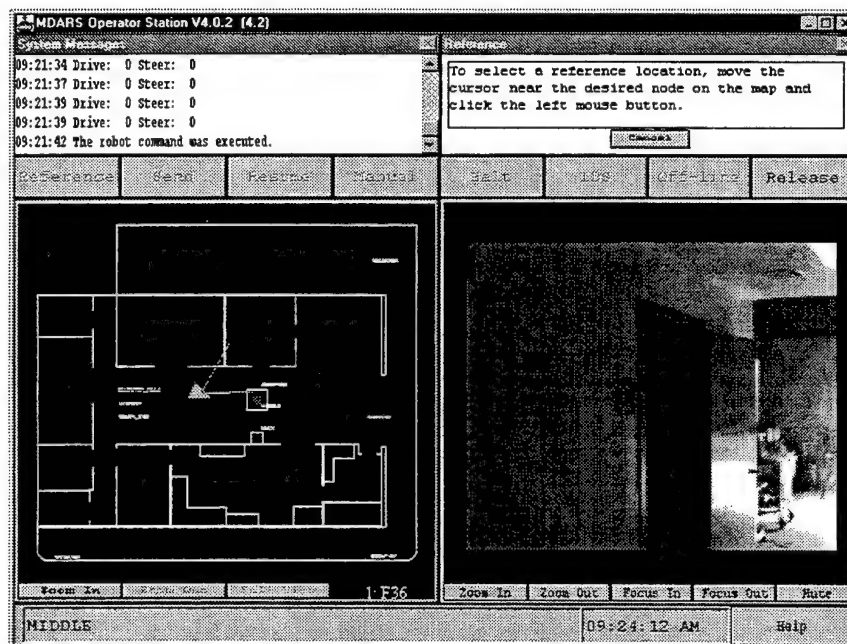 MDARS Operator Station V4.0.2 (4.2)
System Messages
09:21:34 Drive: 0 Steer: 0
09:21:37 Drive: 0 Steer: 0
09:21:39 Drive: 0 Steer: 0
09:21:39 Drive: 0 Steer: 0
09:21:42 The robot command was executed.
Reference
To select a reference location, move the
cursor near the desired node on the map and
click the left mouse button.
Cancel
Reference Send Resume Manual Halt IDS Off-line Release
Zoom In Zoom Out 1: F36
Zoom In Zoom Out Focus In Focus Out Mute
MIDDLE 09:24:12 AM Help